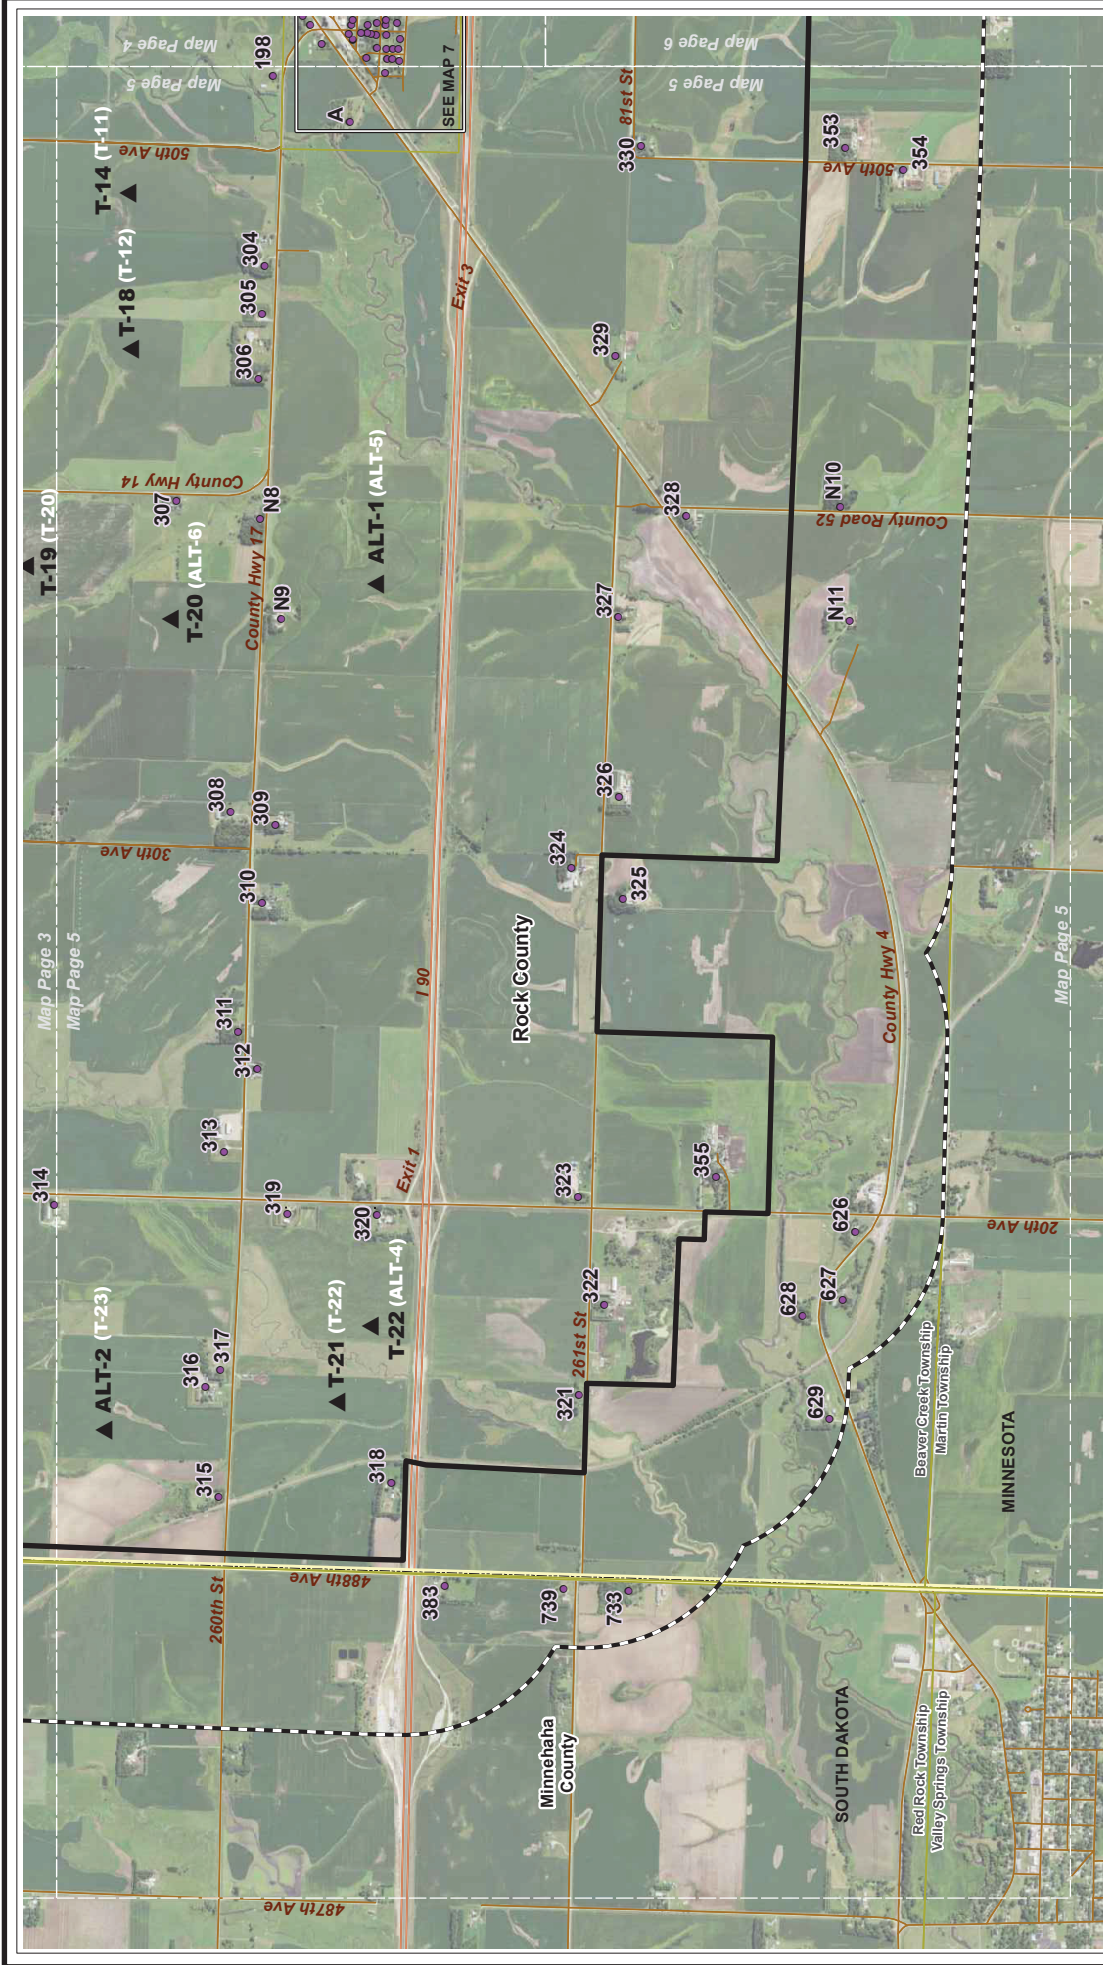 T-19 (T-20)
314
Map Page 3
Map Page 5
ALT-2 (T-23)
T-14 (T-11)
T-18 (T-12)
30th Ave
50th Ave
County Hwy 14
307
Map Page 4
Map Page 5
T-20 (ALT-6)
316
315
317
313
308
260th St
311
312
310
309
County Hwy 17
306
305
304
198
N8
N9
319
488th Ave
487th Ave
T-21 (T-22)
A
320
318
T-22 (ALT-4)
ALT-1 (ALT-5)
Exit 1
I 90
383
SEE MAP 7
Exit 3
Rock County
739
Minnehaha
County
321
323
324
261st St
322
326
327
329
733
325
330
81st St
328
355
Map Page 6
Map Page 5
628
629
627
626
N11
N10
353
County Road 52
50th Ave
354
SOUTH DAKOTA
County Hwy 4
Red Rock Township
Valley Springs Township
Beaver Creek Township
Martin Township
20th Ave
MINNESOTA
Map Page 5